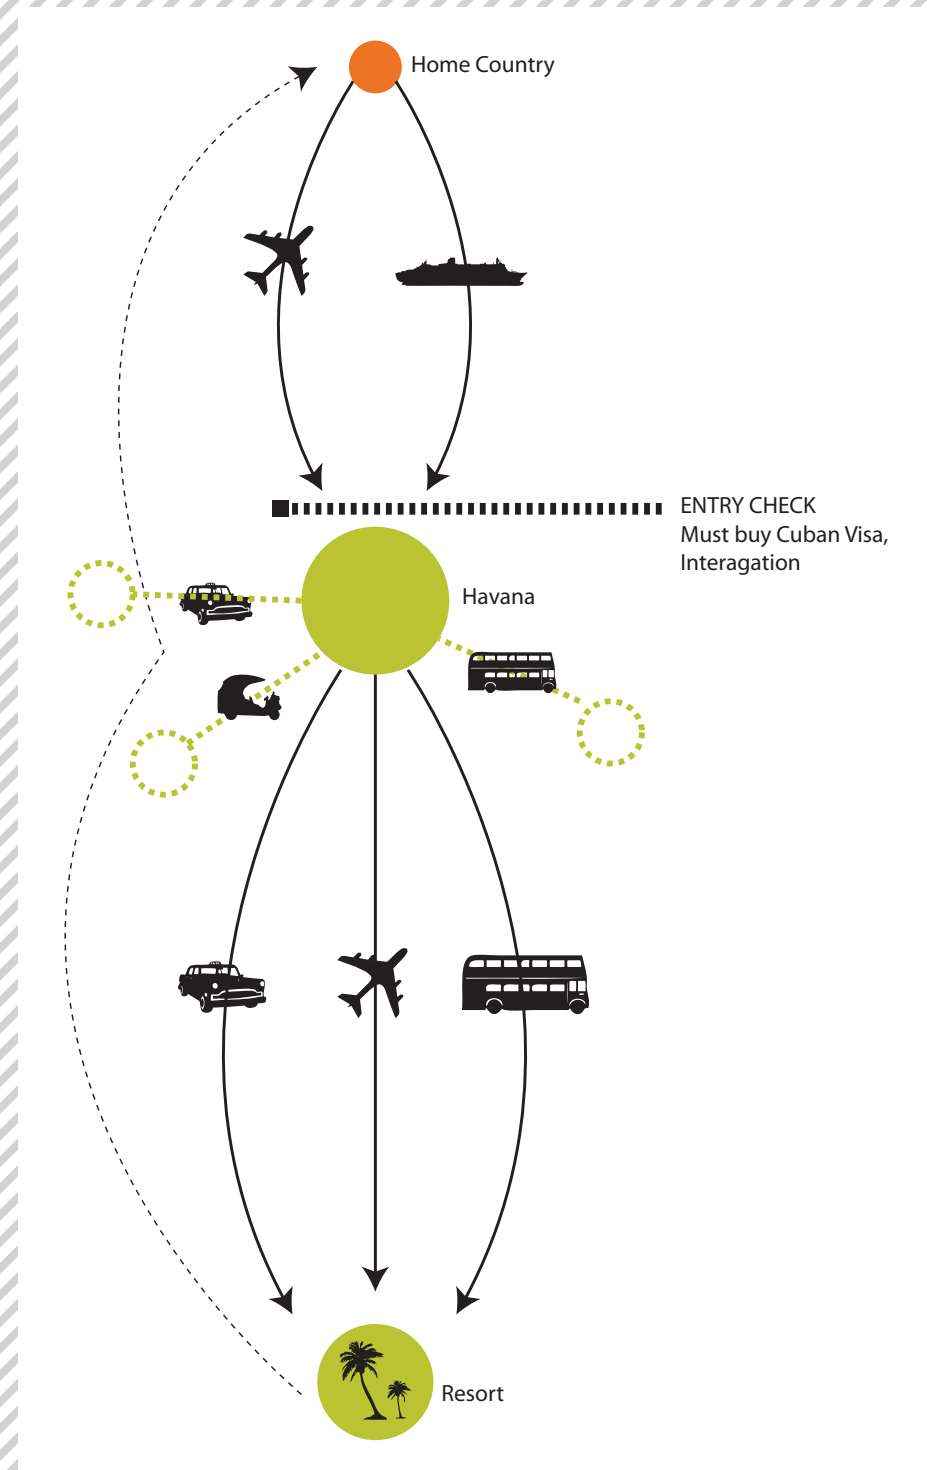 Home Country
ENTRY CHECK
Must buy Cuban Visa,
Interagation
Havana
Resort